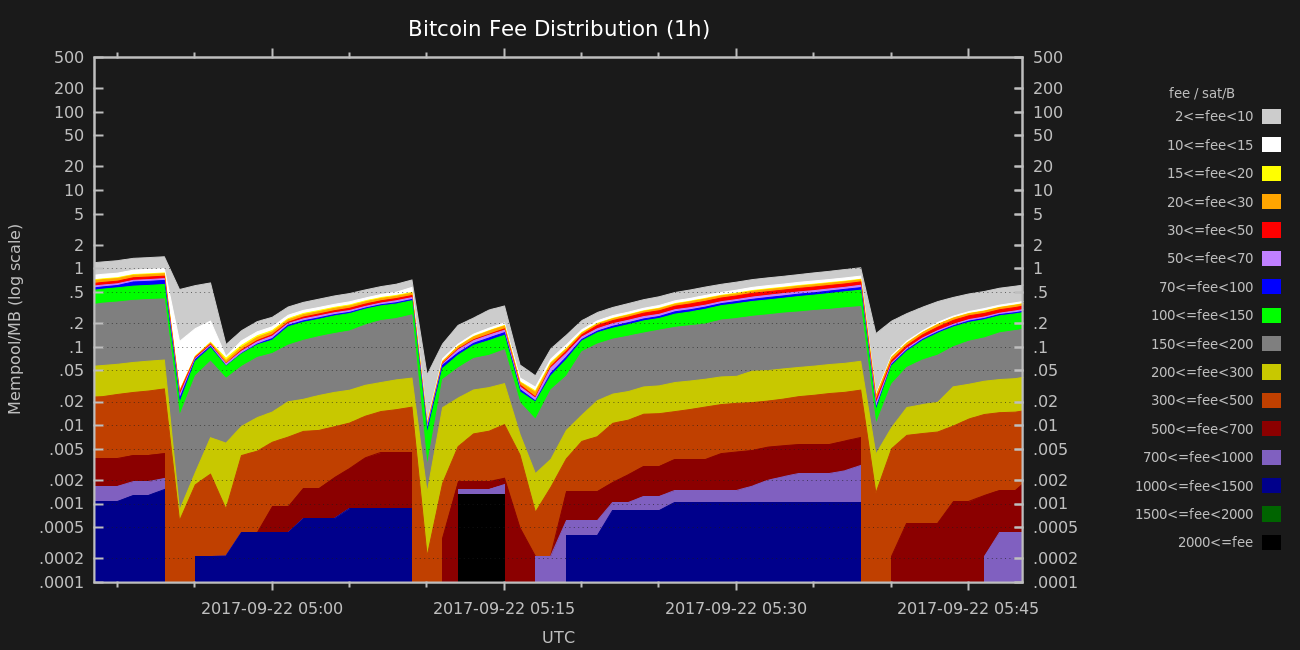 Bitcoin Fee Distribution (1h)
500 500
200 200
100 100
50 50
20 20
10 10
5 5
2 2
1 1
.5 .5
.2 .2
.1 .1
.05 .05
.02 .02
.01 .01
.005 .005
.002 .002
.001 .001
.0005 .0005
.0002 .0002
.0001 .0001
Mempool/MB (log scale)
2017-09-22 05:00 2017-09-22 05:15 2017-09-22 05:30 2017-09-22 05:45
UTC
fee / sat/B
2<=fee<10
10<=fee<15
15<=fee<20
20<=fee<30
30<=fee<50
50<=fee<70
70<=fee<100
100<=fee<150
150<=fee<200
200<=fee<300
300<=fee<500
500<=fee<700
700<=fee<1000
1000<=fee<1500
1500<=fee<2000
2000<=fee